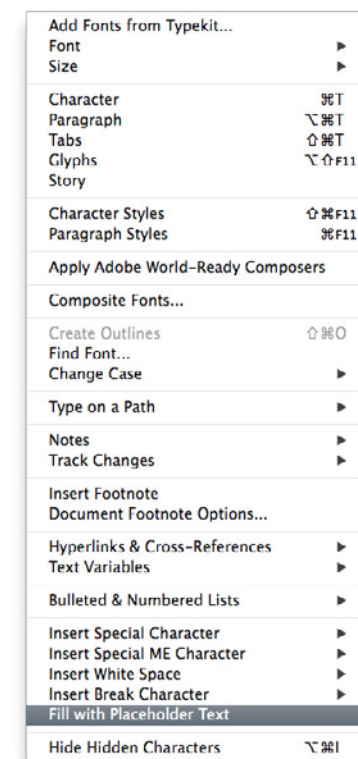 Add Fonts from Typekit...
Font ▶
Size ▶
Character ⌘T
Paragraph ⌥⌘T
Tabs ⇧⌘T
Glyphs ⌥⇧F11
Story
Character Styles ⇧⌘F11
Paragraph Styles ⌘F11
Apply Adobe World-Ready Composers
Composite Fonts...
Create Outlines ⇧⌘O
Find Font...
Change Case ▶
Type on a Path ▶
Notes ▶
Track Changes ▶
Insert Footnote
Document Footnote Options...
Hyperlinks & Cross-References ▶
Text Variables ▶
Bulleted & Numbered Lists ▶
Insert Special Character ▶
Insert Special ME Character ▶
Insert White Space ▶
Insert Break Character ▶
Fill with Placeholder Text
Hide Hidden Characters ⌥⌘I